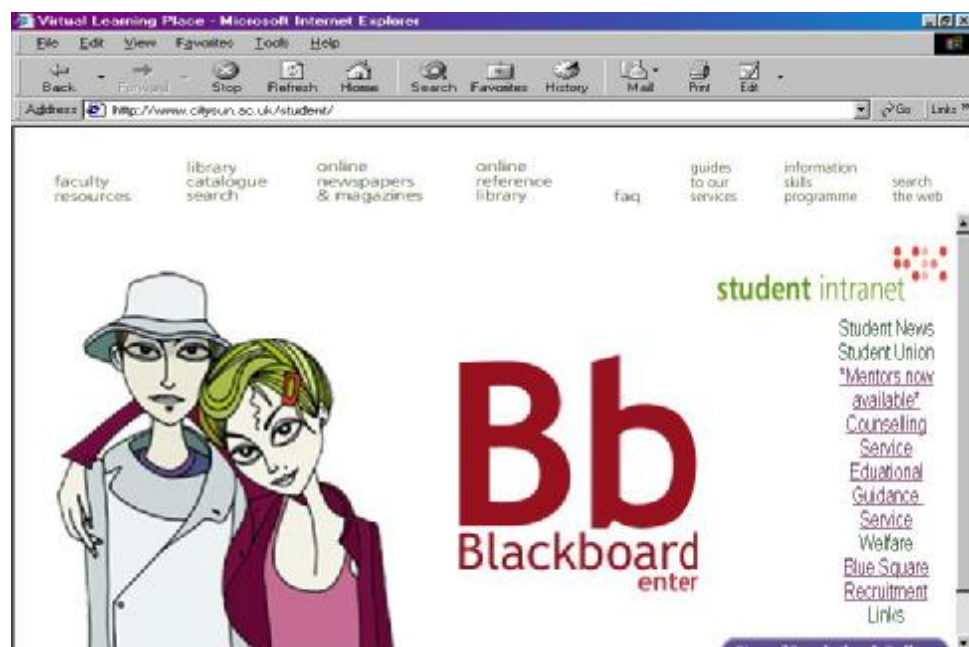 Virtual Learning Place - Microsoft Internet Explorer
File Edit View Favorites Tools Help
Back Forward Stop Refresh Home Search Favorites History Mail Print Edit
Address http://www.citysun.ac.uk/student/ Go Links »
faculty
resources
library
catalogue
search
online
newspapers
& magazines
online
reference
library
faq
guides
to our
services
information
skills
programme
search
the web
student intranet
Student News
Student Union
*Mentors now
available*
Counselling
Service
Eduational
Guidance
Service
Welfare
Blue Square
Recruitment
Links
Bb
Blackboard
enter